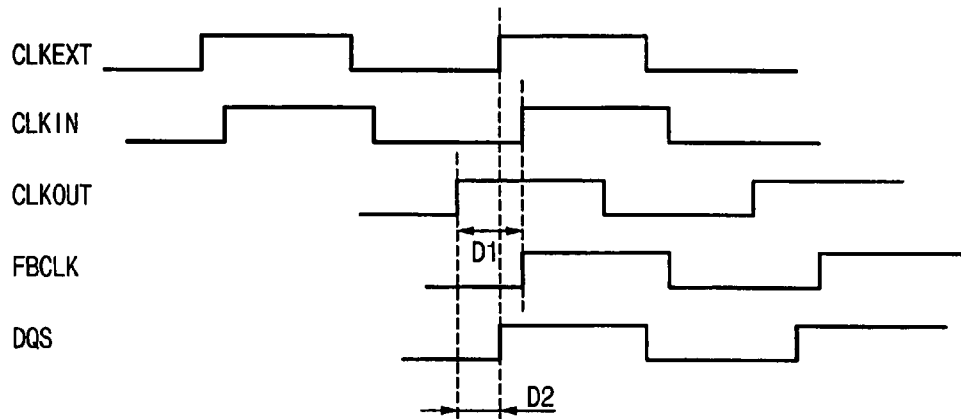 CLKEXT
CLKIN
CLKOUT
D1
FBCLK
DQS
D2